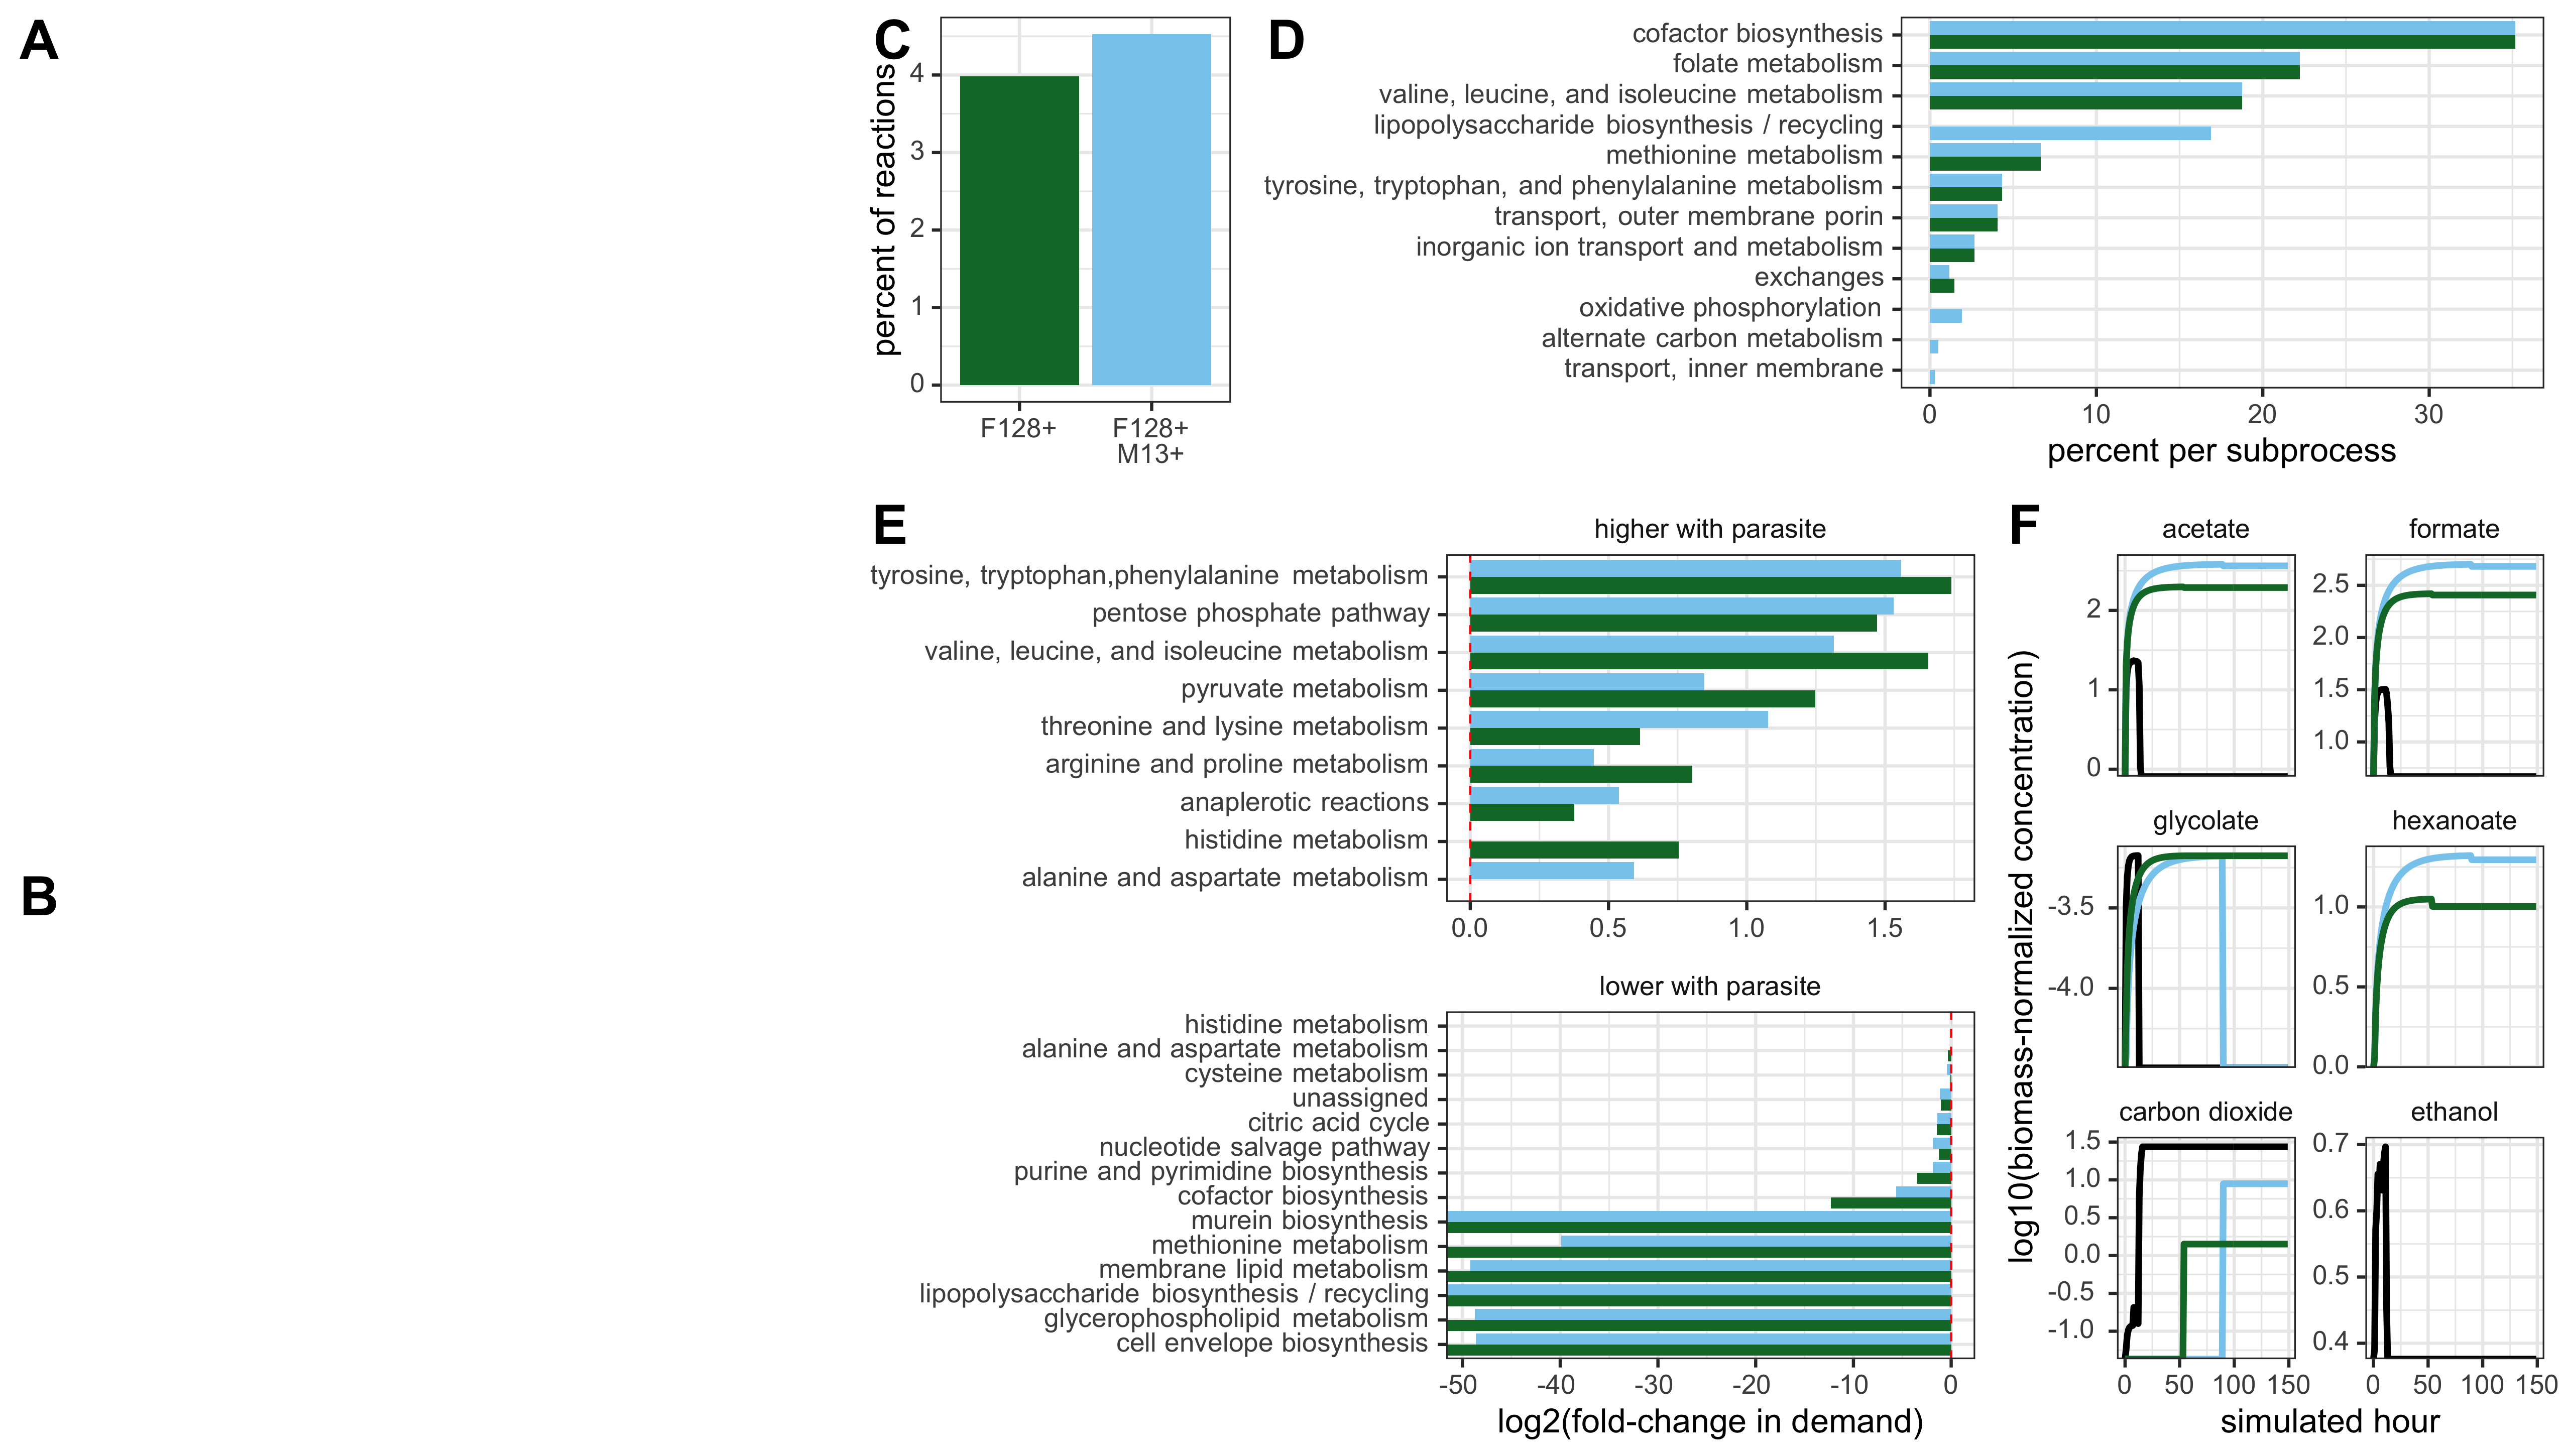 A
B
C
percent of reactions
4
3
2
1
0
F128+
F128+
M13+
D
cofactor biosynthesis
folate metabolism
valine, leucine, and isoleucine metabolism
lipopolysaccharide biosynthesis / recycling
methionine metabolism
tyrosine, tryptophan, and phenylalanine metabolism
transport, outer membrane porin
inorganic ion transport and metabolism
exchanges
oxidative phosphorylation
alternate carbon metabolism
transport, inner membrane
0 10 20 30
percent per subprocess
E
higher with parasite
tyrosine, tryptophan,phenylalanine metabolism
pentose phosphate pathway
valine, leucine, and isoleucine metabolism
pyruvate metabolism
threonine and lysine metabolism
arginine and proline metabolism
anaplerotic reactions
histidine metabolism
alanine and aspartate metabolism
0.0 0.5 1.0 1.5
lower with parasite
histidine metabolism
alanine and aspartate metabolism
cysteine metabolism
unassigned
citric acid cycle
nucleotide salvage pathway
purine and pyrimidine biosynthesis
cofactor biosynthesis
murein biosynthesis
methionine metabolism
membrane lipid metabolism
lipopolysaccharide biosynthesis / recycling
glycerophospholipid metabolism
cell envelope biosynthesis
-50 -40 -30 -20 -10 0
log2(fold-change in demand)
F
log10(biomass-normalized concentration)
acetate
2
1
0
formate
2.5
2.0
1.5
1.0
glycolate
-3.5
-4.0
hexanoate
1.0
0.5
0.0
carbon dioxide
1.5
1.0
0.5
0.0
-0.5
-1.0
0 50 100 150
ethanol
0.7
0.6
0.5
0.4
0 50 100 150
simulated hour